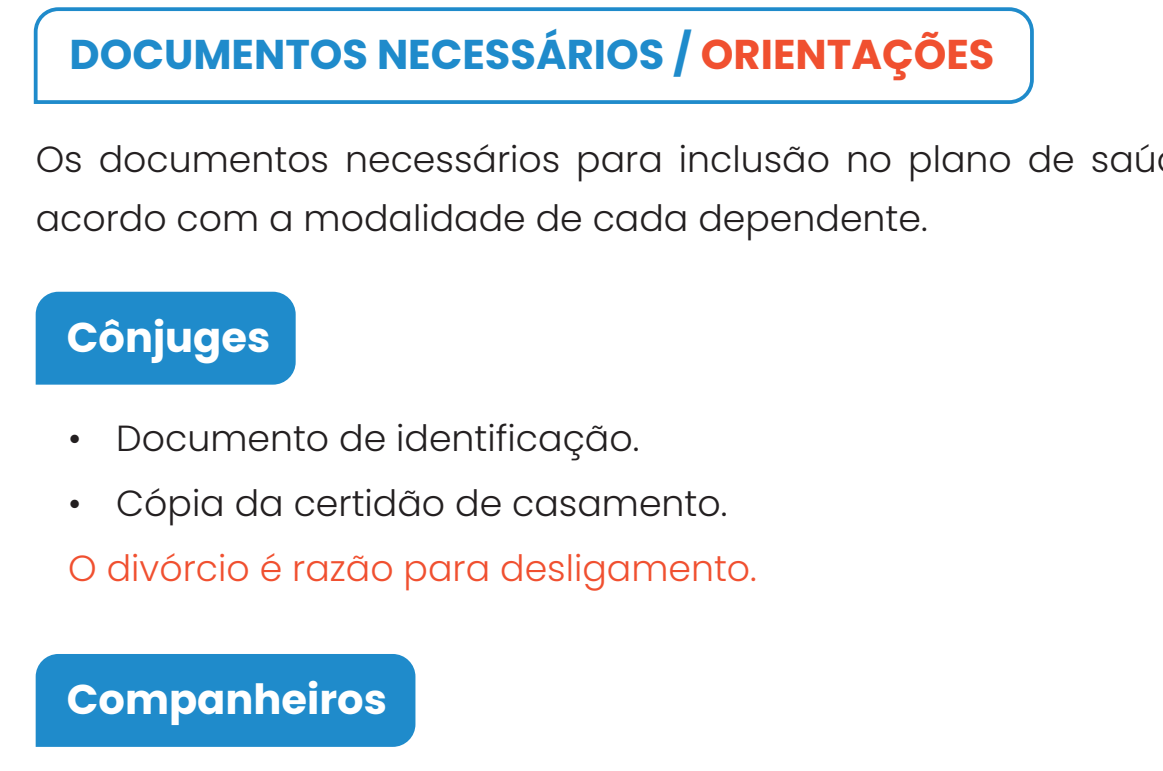 DOCUMENTOS NECESSÁRIOS / ORIENTAÇÕES
Os documentos necessários para inclusão no plano de
acordo com a modalidade de cada dependente.
Cônjuges
• Documento de identificação.
• Cópia da certidão de casamento.
O divórcio é razão para desligamento.
Companheiros